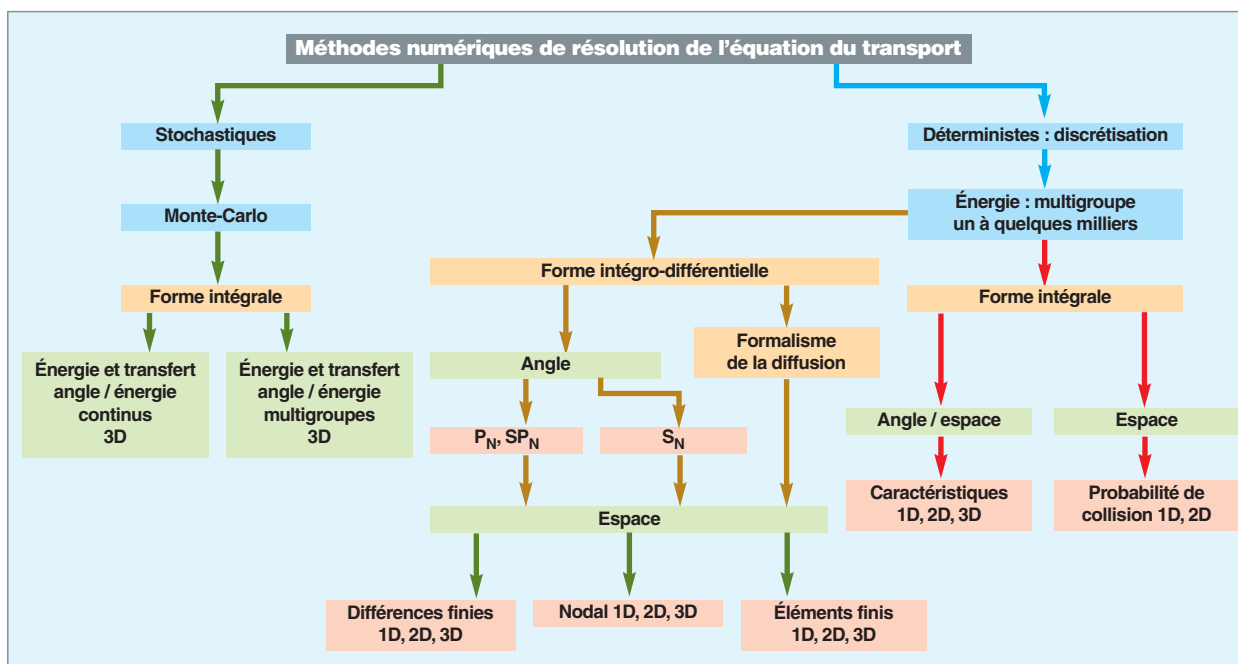 Méthodes numériques de résolution de l'équation du transport
Stochastiques
Déterministes : discrétisation
Monte-Carlo
Énergie : multigroupe
un à quelques milliers
Forme intégro-différentielle
Forme intégrale
Forme intégrale
Formalisme
de la diffusion
Énergie et transfert
angle / énergie
continus
3D
Énergie et transfert
angle / énergie
multigroupes
3D
Angle
Angle / espace
Espace
P_N, SP_N
S_N
Caractéristiques
1D, 2D, 3D
Probabilité de
collision 1D, 2D
Espace
Différences finies
1D, 2D, 3D
Nodal 1D, 2D, 3D
Éléments finis
1D, 2D, 3D